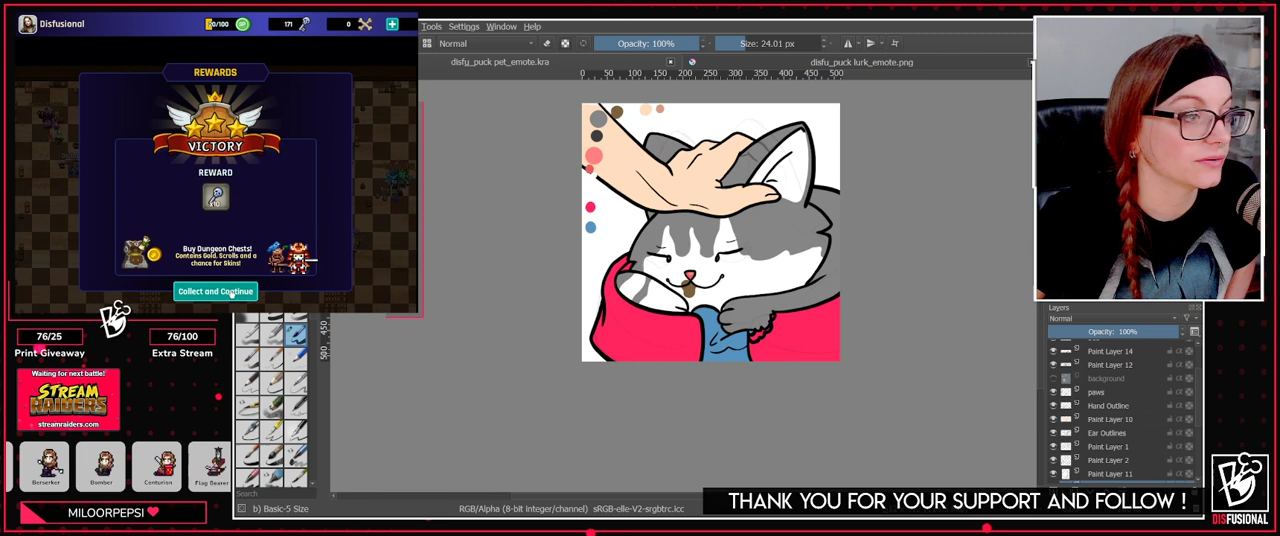 Disfusional
0/100
171
0
REWARDS
VICTORY
REWARD
x10
Buy Dungeon Chests!
Contains Gold, Scrolls and a
chance for Skins!
Collect and Continue
Tools Settings Window Help
Normal
Opacity: 100%
Size: 24.01 px
disfy_puck pet_emote.kra
disfu_puck lurk_emote.png
0 50 100 150 200 250 300 350 400 450 500
450
500
76/25
Print Giveaway
76/100
Extra Stream
Waiting for next battle!
STREAM
RAIDERS
streamraiders.com
Berserker
Bomber
Centurion
Flag Bearer
MILOORPEPSI
Search
b) Basic-5 Size
RGB/Alpha (8-bit integer/channel) sRGB-elle-V2-srgbtrc.icc
Layers
Normal
Opacity: 100%
Paint Layer 14
Paint Layer 12
background
paws
Hand Outline
Paint Layer 10
Ear Outlines
Paint Layer 1
Paint Layer 2
Paint Layer 11
THANK YOU FOR YOUR SUPPORT AND FOLLOW !
DISFUSIONAL